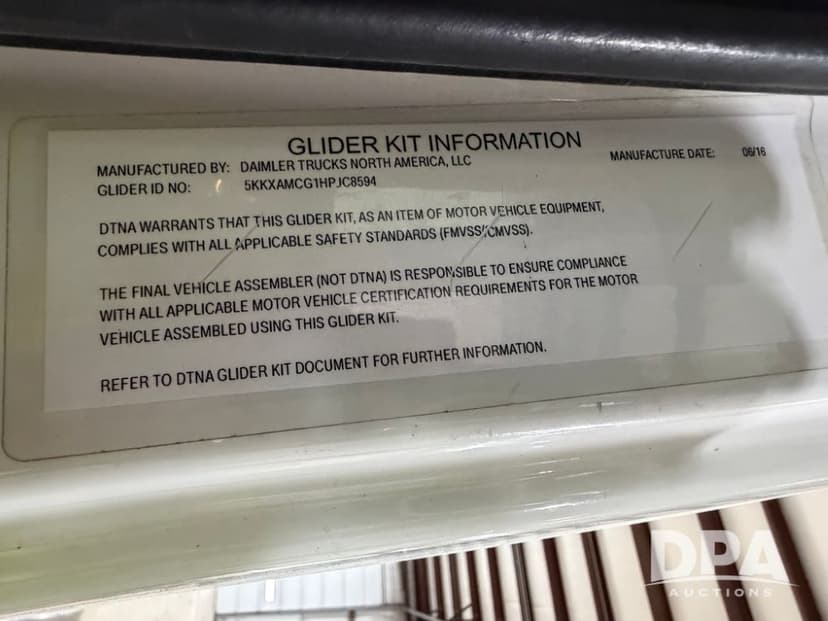 GLIDER KIT INFORMATION
MANUFACTURED BY: DAIMLER TRUCKS NORTH AMERICA, LLC MANUFACTURE DATE: 06/16
GLIDER ID NO: 5KKXAMCG1HPJC8594
DTNA WARRANTS THAT THIS GLIDER KIT, AS AN ITEM OF MOTOR VEHICLE EQUIPMENT,
COMPLIES WITH ALL APPLICABLE SAFETY STANDARDS (FMVSS/CMVSS).
THE FINAL VEHICLE ASSEMBLER (NOT DTNA) IS RESPONSIBLE TO ENSURE COMPLIANCE
WITH ALL APPLICABLE MOTOR VEHICLE CERTIFICATION REQUIREMENTS FOR THE MOTOR
VEHICLE ASSEMBLED USING THIS GLIDER KIT.
REFER TO DTNA GLIDER KIT DOCUMENT FOR FURTHER INFORMATION.
DPA
AUCTIONS